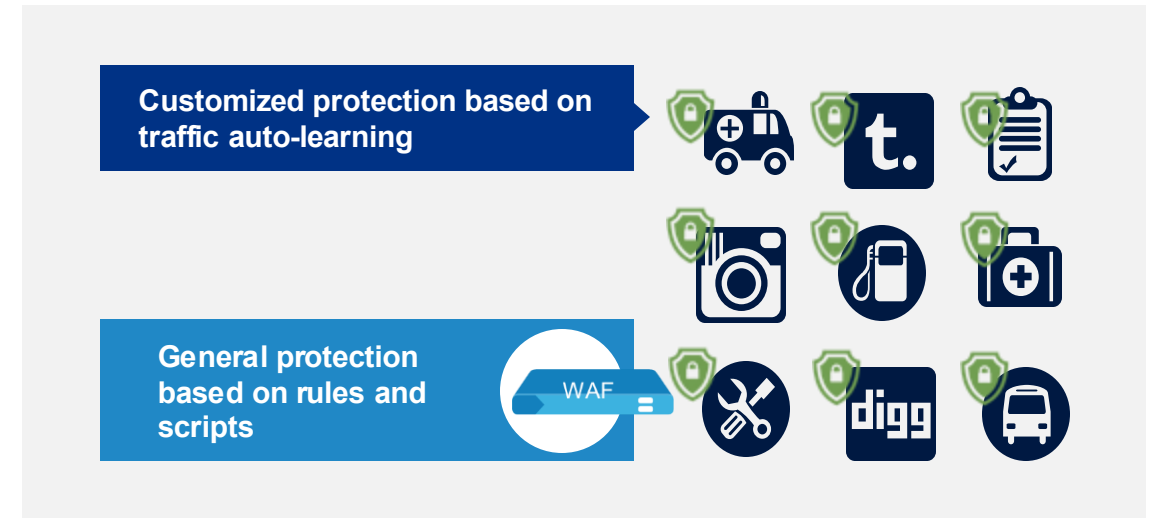 Customized protection based on
traffic auto-learning
t.
General protection
based on rules and
scripts
WAF
digg